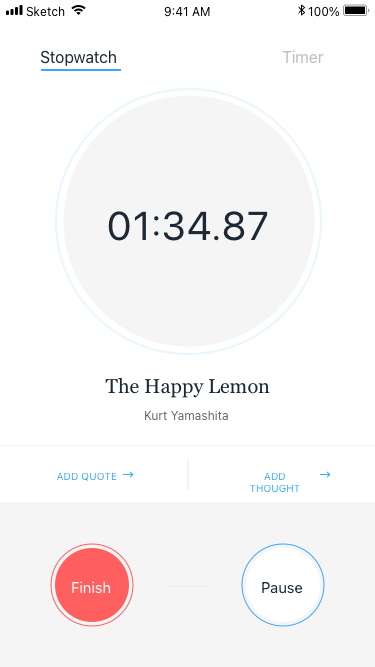 Sketch 9:41 AM 100%
Stopwatch Timer
01:34.87
The Happy Lemon
Kurt Yamashita
ADD QUOTE → ADD →
THOUGHT
Finish Pause